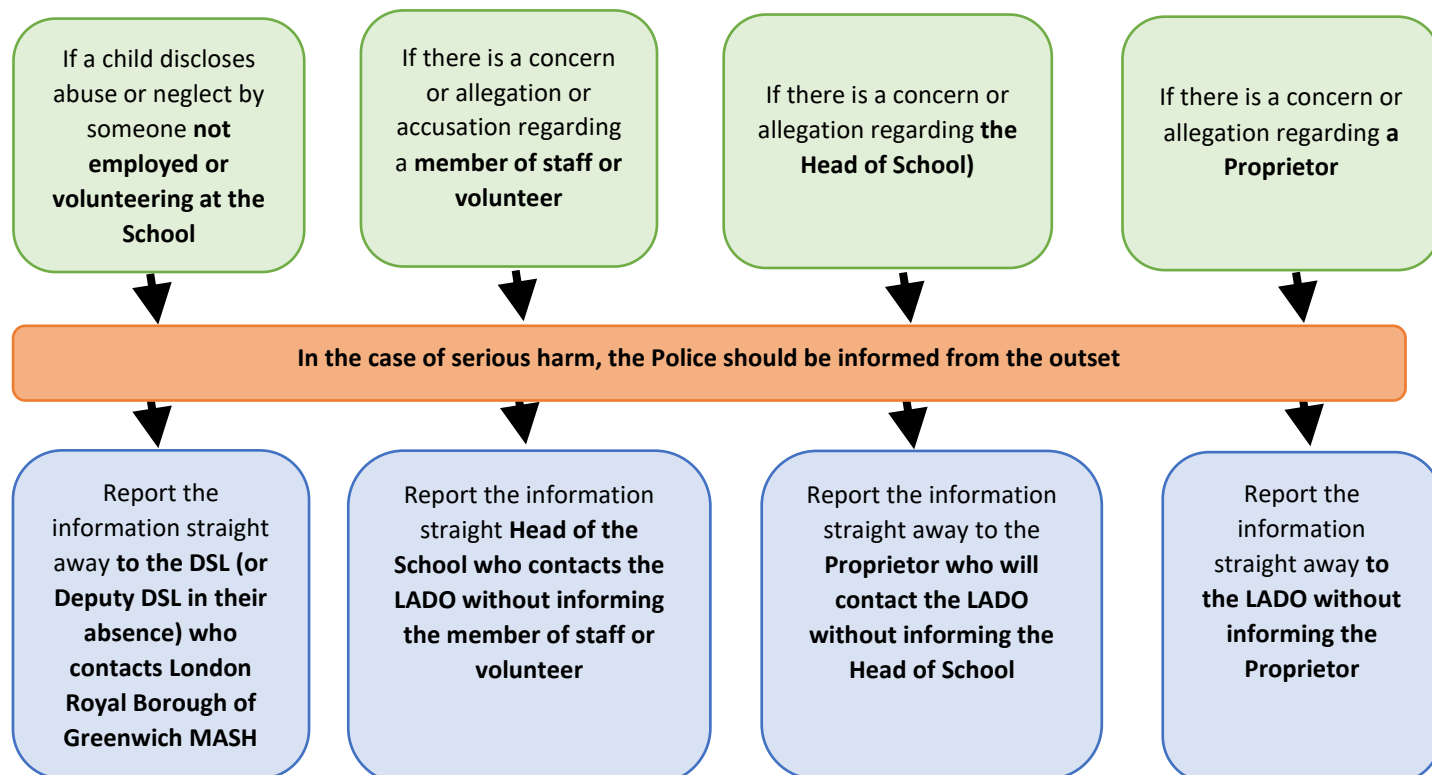 If a child discloses
abuse or neglect by
someone not
employed or
volunteering at the
School
If there is a concern
or allegation or
accusation regarding
a member of staff or
volunteer
If there is a concern or
allegation regarding the
Head of School)
If there is a concern or
allegation regarding a
Proprietor
In the case of serious harm, the Police should be informed from the outset
Report the
information straight
away to the DSL (or
Deputy DSL in their
absence) who
contacts London
Royal Borough of
Greenwich MASH
Report the information
straight Head of the
School who contacts the
LADO without informing
the member of staff or
volunteer
Report the information
straight away to the
Proprietor who will
contact the LADO
without informing the
Head of School
Report the
information
straight away to
the LADO without
informing the
Proprietor